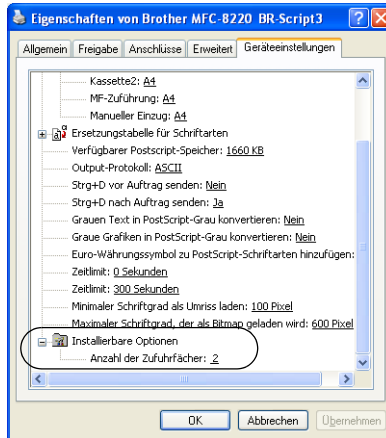 Eigenschaften von Brother MFC-8220 BR-Script3
Allgemein Freigabe Anschlüsse Erweitert Geräteeinstellungen
Kassette2: A4
MF-Zuführung: A4
Manueller Einzug: A4
Ersetzungstabelle für Schriftarten
Verfügbarer Postscript-Speicher: 1660 KB
Output-Protokoll: ASCII
Strg+D vor Auftrag senden: Nein
Strg+D nach Auftrag senden: Ja
Grauen Text in PostScript-Grau konvertieren: Nein
Graue Grafiken in PostScript-Grau konvertieren: Nein
Euro-Währungssymbol zu PostScript-Schriftarten hinzufügen:
Zeitlimit: 0 Sekunden
Zeitlimit: 300 Sekunden
Minimaler Schriftgrad als Umriss laden: 100 Pixel
Maximaler Schriftgrad, der als Bitmap geladen wird: 600 Pixel
Installierbare Optionen
Anzahl der Zufuhrfächer: 2
OK Abbrechen Übernehmen